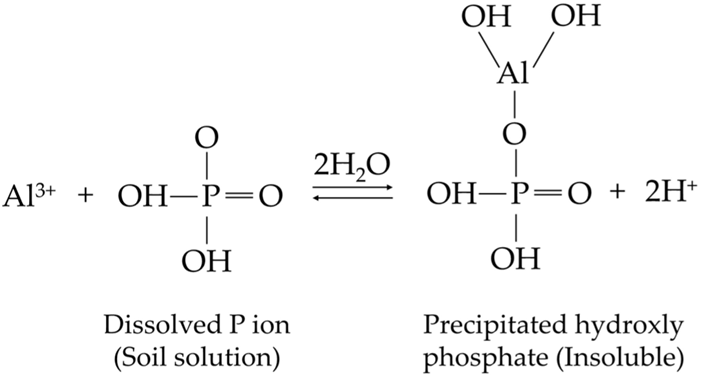 OH OH
Al
O
O
Al³⁺ + OH—P=O 2H₂O OH—P=O + 2H⁺
OH OH
Dissolved P ion Precipitated hydroxly
(Soil solution) phosphate (Insoluble)